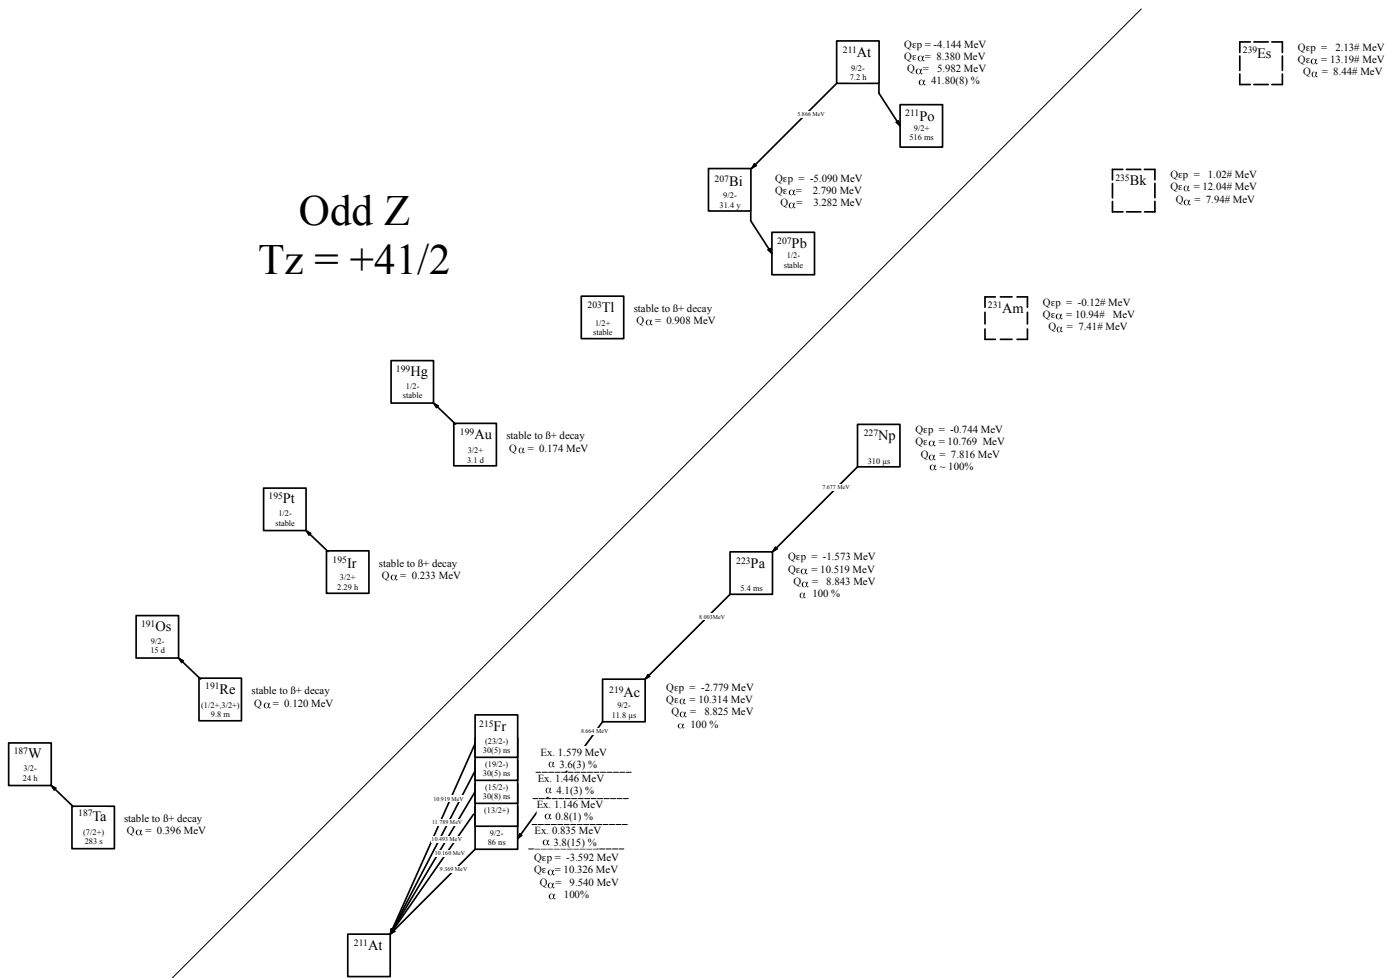 Odd Z
Tz = +41/2
²¹¹At
9/2-
7.2 h
Qεp = -4.144 MeV
Qεα= 8.380 MeV
Qα= 5.982 MeV
α 41.80(8) %
5.866 MeV
²¹¹Po
9/2+
516 ms
²⁰⁷Bi
9/2-
31.4 y
Qεp = -5.090 MeV
Qεα= 2.790 MeV
Qα= 3.282 MeV
²⁰⁷Pb
1/2-
stable
²⁰³Tl
1/2+
stable
stable to ß+ decay
Qα = 0.908 MeV
¹⁹⁹Hg
1/2-
stable
¹⁹⁹Au
3/2+
3.1 d
stable to ß+ decay
Qα = 0.174 MeV
¹⁹⁵Pt
1/2-
stable
¹⁹⁵Ir
3/2+
2.29 h
stable to ß+ decay
Qα = 0.233 MeV
¹⁹¹Os
9/2-
15 d
¹⁹¹Re
(1/2+,3/2+)
9.8 m
stable to ß+ decay
Qα = 0.120 MeV
¹⁸⁷W
3/2-
24 h
¹⁸⁷Ta
(7/2+)
283 s
stable to ß+ decay
Qα = 0.396 MeV
²³⁹Es
Qεp = 2.13# MeV
Qεα = 13.19# MeV
Qα = 8.44# MeV
²³⁵Bk
Qεp = 1.02# MeV
Qεα = 12.04# MeV
Qα = 7.94# MeV
²³¹Am
Qεp = -0.12# MeV
Qεα = 10.94# MeV
Qα = 7.41# MeV
²²⁷Np
310 µs
Qεp = -0.744 MeV
Qεα = 10.769 MeV
Qα = 7.816 MeV
α ~ 100%
7.677 MeV
²²³Pa
5.4 ms
Qεp = -1.573 MeV
Qεα = 10.519 MeV
Qα = 8.843 MeV
α 100 %
8.003MeV
²¹⁹Ac
9/2-
11.8 µs
Qεp = -2.779 MeV
Qεα = 10.314 MeV
Qα = 8.825 MeV
α 100 %
8.664 MeV
²¹⁵Fr
(23/2-)
30(5) ns
(19/2-)
30(5) ns
(15/2-)
30(8) ns
(13/2+)
9/2-
86 ns
Ex. 1.579 MeV
α 3.6(3) %
Ex. 1.446 MeV
α 4.1(3) %
Ex. 1.146 MeV
α 0.8(1) %
Ex. 0.835 MeV
α 3.8(15) %
Qεp = -3.592 MeV
Qεα = 10.326 MeV
Qα= 9.540 MeV
α 100%
10.919 MeV
11.789 MeV
10.493 MeV
10.160 MeV
9.369 MeV
²¹¹At